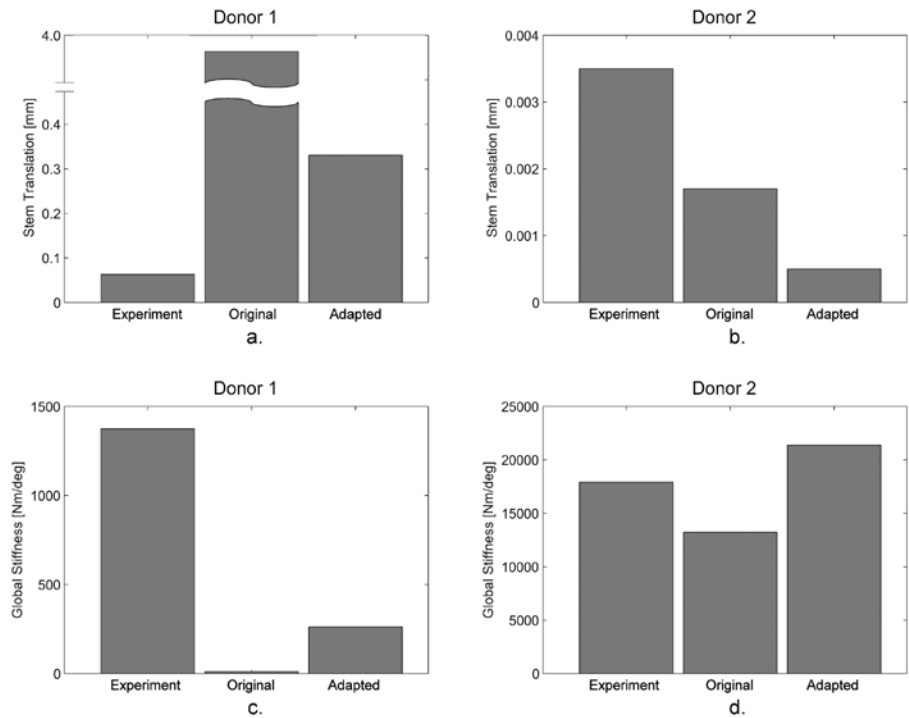 Donor 1
4.0
0.4
0.3
0.2
0.1
0
Stem Translation [mm]
Experiment Original Adapted
a.
Donor 2
0.004
0.003
0.002
0.001
0
Stem Translation [mm]
Experiment Original Adapted
b.
Donor 1
1500
1000
500
0
Global Stiffness [Nm/deg]
Experiment Original Adapted
c.
Donor 2
25000
20000
15000
10000
5000
0
Global Stiffness [Nm/deg]
Experiment Original Adapted
d.